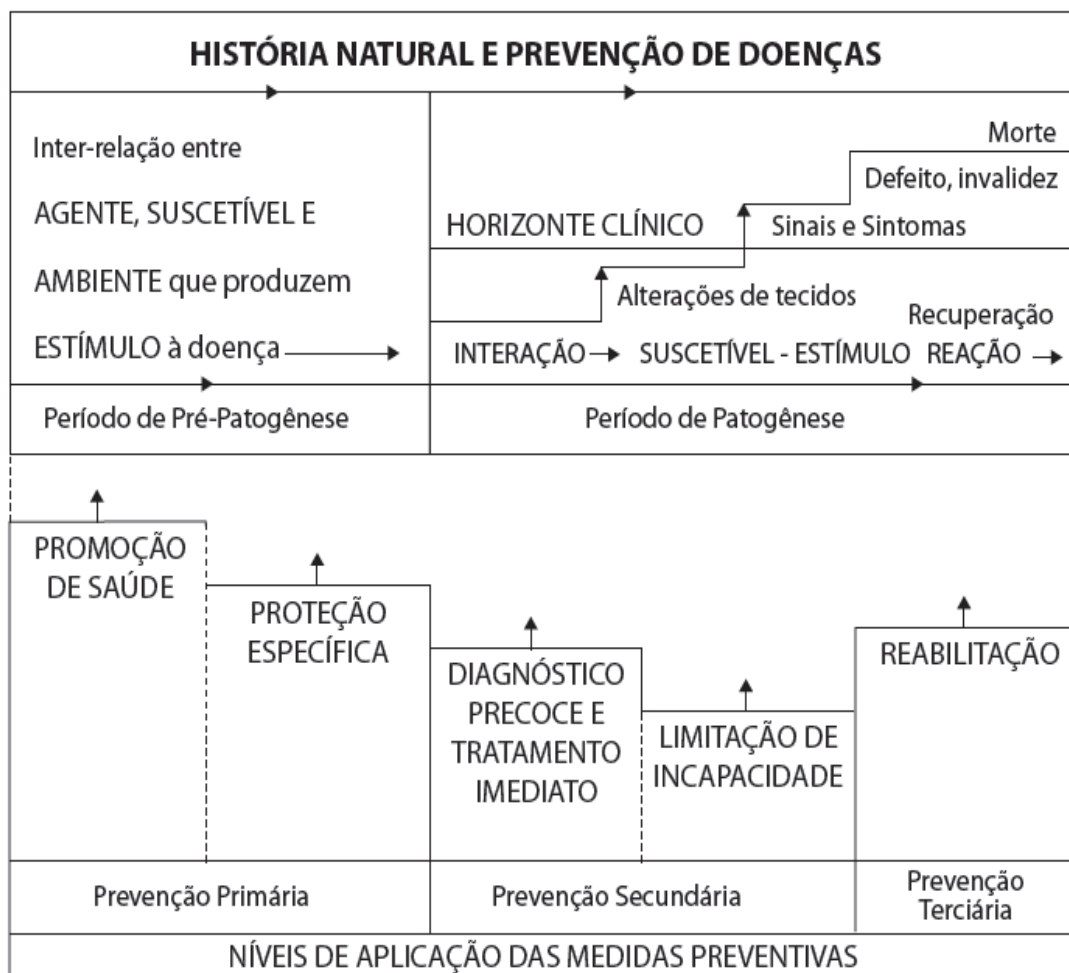 HISTÓRIA NATURAL E PREVENÇÃO DE DOENÇAS
Inter-relação entre
AGENTE, SUSCETÍVEL E
AMBIENTE que produzem
ESTÍMULO à doença
Morte
Defeito, invalidez
HORIZONTE CLÍNICO
Sinais e Sintomas
Alterações de tecidos
Recuperação
INTERAÇÃO SUSCETÍVEL - ESTÍMULO REAÇÃO
Período de Pré-Patogênese
Período de Patogênese
PROMOÇÃO
DE SAÚDE
PROTEÇÃO
ESPECÍFICA
DIAGNÓSTICO
PRECOCE E
TRATAMENTO
IMEDIATO
LIMITAÇÃO DE
INCAPACIDADE
REABILITAÇÃO
Prevenção Primária
Prevenção Secundária
Prevenção
Terciária
NÍVEIS DE APLICAÇÃO DAS MEDIDAS PREVENTIVAS